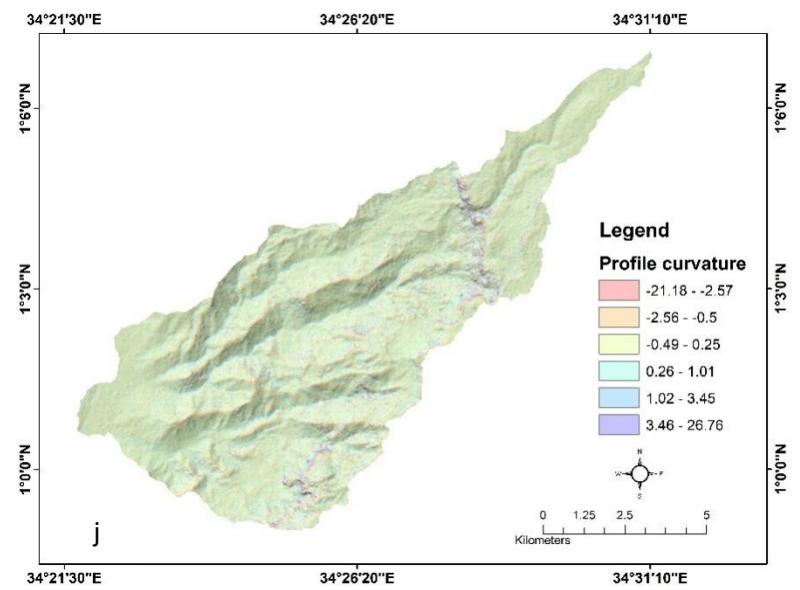 34°21'30"E 34°26'20"E 34°31'10"E
1°6'0"N 1°6'0"N
1°3'0"N 1°3'0"N
1°0'0"N 1°0'0"N
Legend
Profile curvature
-21.18 - -2.57
-2.56 - -0.5
-0.49 - 0.25
0.26 - 1.01
1.02 - 3.45
3.46 - 26.76
N
W E
S
0 1.25 2.5 5
Kilometers
j
34°21'30"E 34°26'20"E 34°31'10"E